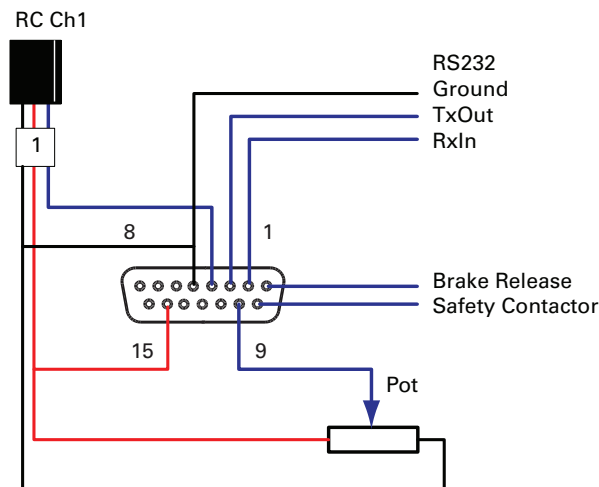 RC Ch1
RS232
Ground
TxOut
RxIn
1
8
1
Brake Release
Safety Contactor
15
9
Pot